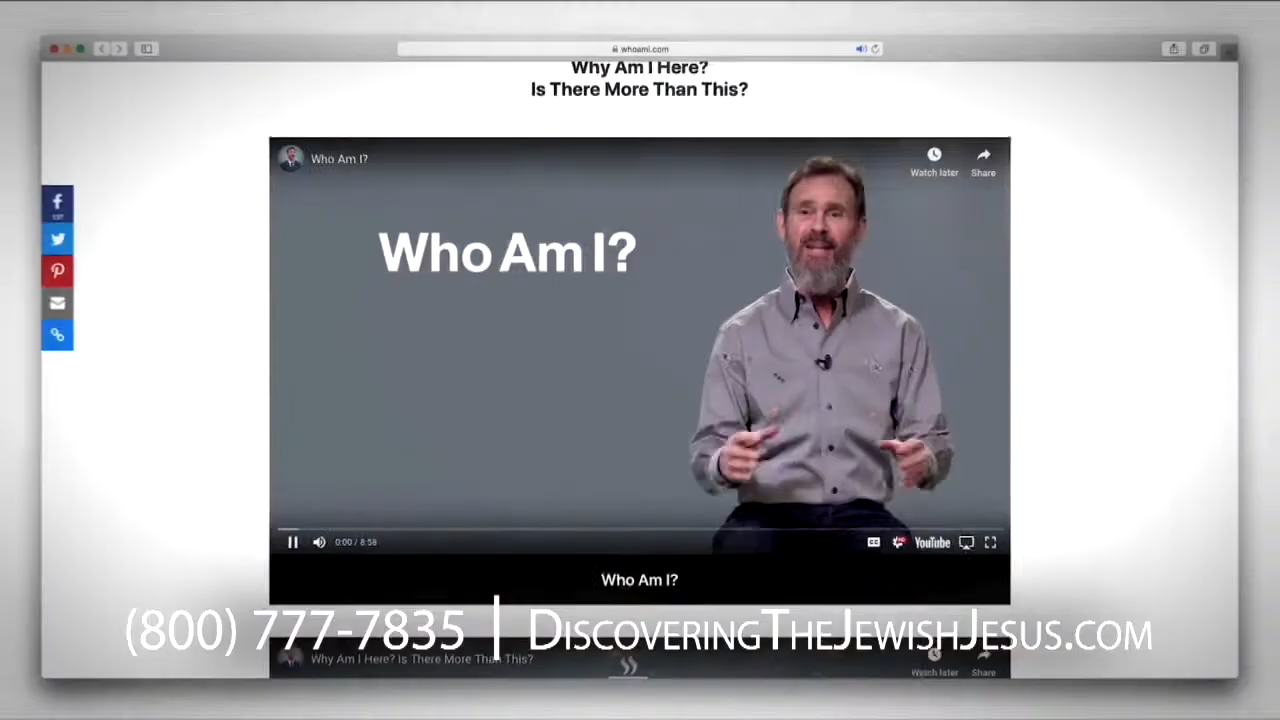 whoami.com
Why Am I Here?
Is There More Than This?
Who Am I?
Watch later
Share
Who Am I?
0:00 / 8:58
CC
YouTube
Who Am I?
(800) 777-7835 | DISCOVERINGTHEJEWISHJESUS.COM
Why Am I Here? Is There More Than This?
Watch later
Share